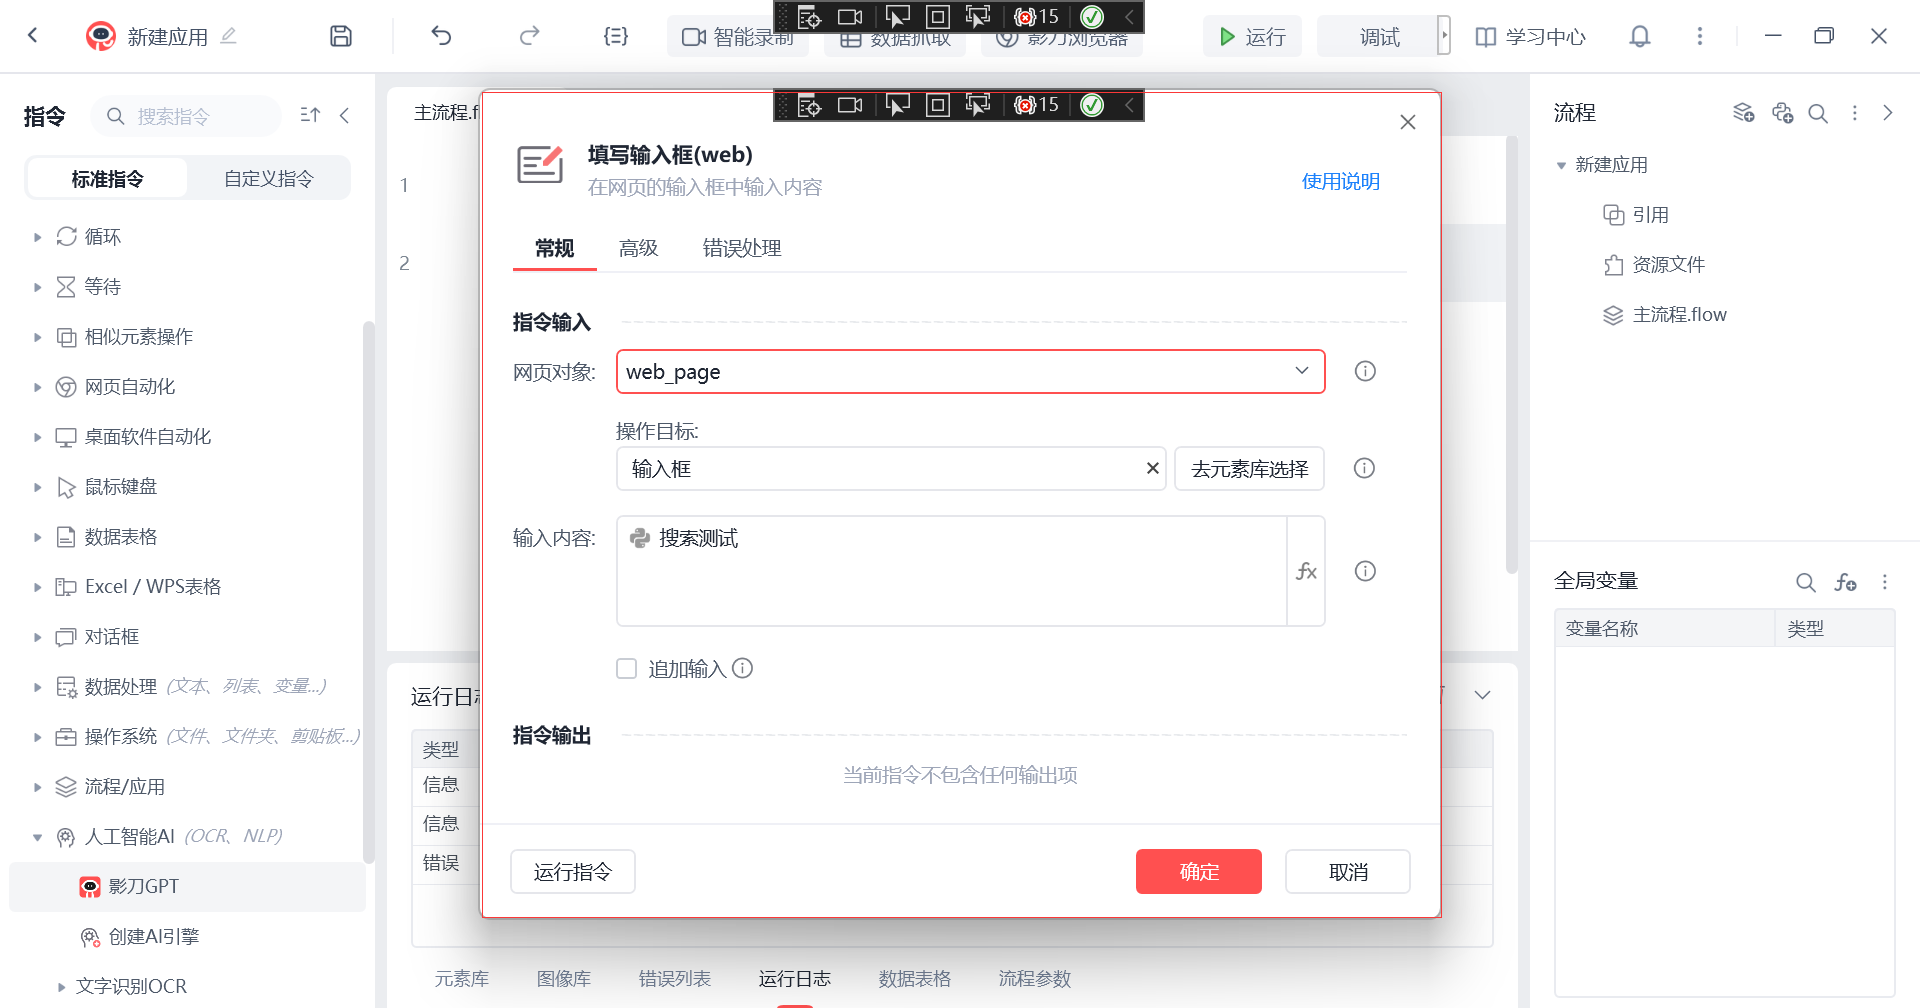 新建应用
智能录制
数据抓取
影刀浏览器
运行
调试
学习中心
15
指令
搜索指令
标准指令
自定义指令
循环
等待
相似元素操作
网页自动化
桌面软件自动化
鼠标键盘
数据表格
Excel / WPS表格
对话框
数据处理 (文本、列表、变量...)
操作系统 (文件、文件夹、剪贴板...)
流程/应用
人工智能AI (OCR、NLP)
影刀GPT
创建AI引擎
文字识别OCR
主流程.fl
1
2
15
填写输入框(web)
在网页的输入框中输入内容
使用说明
常规
高级
错误处理
指令输入
网页对象:
web_page
操作目标:
输入框
去元素库选择
输入内容:
搜索测试
fx
追加输入
指令输出
当前指令不包含任何输出项
运行指令
确定
取消
运行日志
类型
信息
信息
错误
元素库
图像库
错误列表
运行日志
数据表格
流程参数
流程
新建应用
引用
资源文件
主流程.flow
全局变量
变量名称
类型